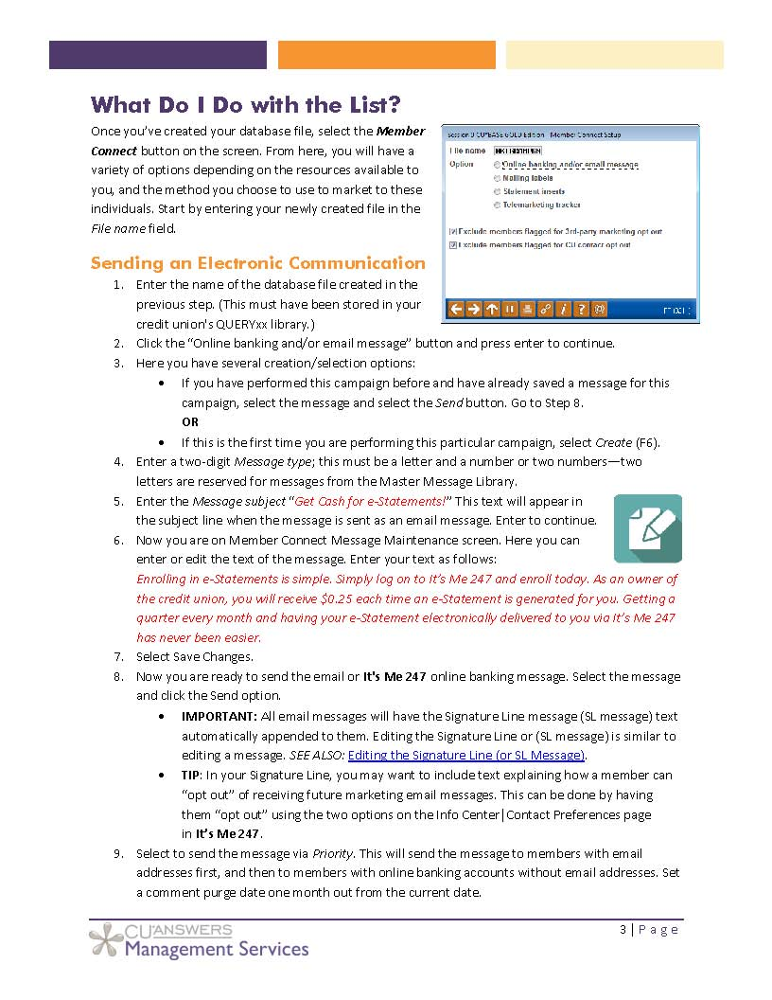 What Do I Do with the List?
Once you've created your database file, select the Member
Connect button on the screen. From here, you will have a
variety of options depending on the resources available to
you, and the method you choose to use to market to these
individuals. Start by entering your newly created file in the
File name field.
Session 0 CU*BASE GOLD Edition - Member Connect Setup
File name
Option
Online banking and/or email message
Mailing labels
Statement inserts
Telemarketing tracker
Exclude members flagged for 3rd-party marketing opt out
Exclude members flagged for CU contact opt out
Sending an Electronic Communication
1. Enter the name of the database file created in the
previous step. (This must have been stored in your
credit union's QUERYxx library.)
2. Click the “Online banking and/or email message” button and press enter to continue.
3. Here you have several creation/selection options:
• If you have performed this campaign before and have already saved a message for this
campaign, select the message and select the Send button. Go to Step 8.
OR
• If this is the first time you are performing this particular campaign, select Create (F6).
4. Enter a two-digit Message type; this must be a letter and a number or two numbers—two
letters are reserved for messages from the Master Message Library.
5. Enter the Message subject “Get Cash for e-Statements!” This text will appear in
the subject line when the message is sent as an email message. Enter to continue.
6. Now you are on Member Connect Message Maintenance screen. Here you can
enter or edit the text of the message. Enter your text as follows:
Enrolling in e-Statements is simple. Simply log on to It’s Me 247 and enroll today. As an owner of
the credit union, you will receive $0.25 each time an e-Statement is generated for you. Getting a
quarter every month and having your e-Statement electronically delivered to you via It’s Me 247
has never been easier.
7. Select Save Changes.
8. Now you are ready to send the email or It's Me 247 online banking message. Select the message
and click the Send option.
• IMPORTANT: All email messages will have the Signature Line message (SL message) text
automatically appended to them. Editing the Signature Line or (SL message) is similar to
editing a message. SEE ALSO: Editing the Signature Line (or SL Message).
• TIP: In your Signature Line, you may want to include text explaining how a member can
“opt out” of receiving future marketing email messages. This can be done by having
them “opt out” using the two options on the Info Center|Contact Preferences page
in It’s Me 247.
9. Select to send the message via Priority. This will send the message to members with email
addresses first, and then to members with online banking accounts without email addresses. Set
a comment purge date one month out from the current date.
CU*ANSWERS
Management Services
3 | Page